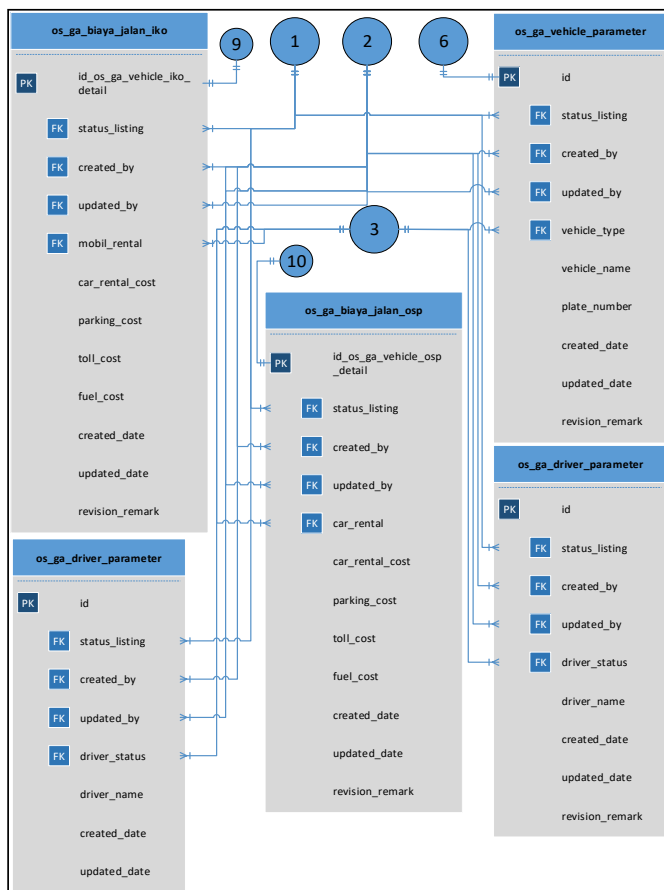 os_ga_biaya_jalan_iko
PK
id_os_ga_vehicle_iko_
detail
FK
status_listing
FK
created_by
FK
updated_by
FK
mobil_rental
car_rental_cost
parking_cost
toll_cost
fuel_cost
created_date
updated_date
revision_remark
9
1
2
6
3
10
os_ga_vehicle_parameter
PK
id
FK
status_listing
FK
created_by
FK
updated_by
FK
vehicle_type
vehicle_name
plate_number
created_date
updated_date
revision_remark
os_ga_biaya_jalan_osp
PK
id_os_ga_vehicle_osp
_detail
FK
status_listing
FK
created_by
FK
updated_by
FK
car_rental
car_rental_cost
parking_cost
toll_cost
fuel_cost
created_date
updated_date
revision_remark
os_ga_driver_parameter
PK
id
FK
status_listing
FK
created_by
FK
updated_by
FK
driver_status
driver_name
created_date
updated_date
revision_remark
os_ga_driver_parameter
PK
id
FK
status_listing
FK
created_by
FK
updated_by
FK
driver_status
driver_name
created_date
updated_date